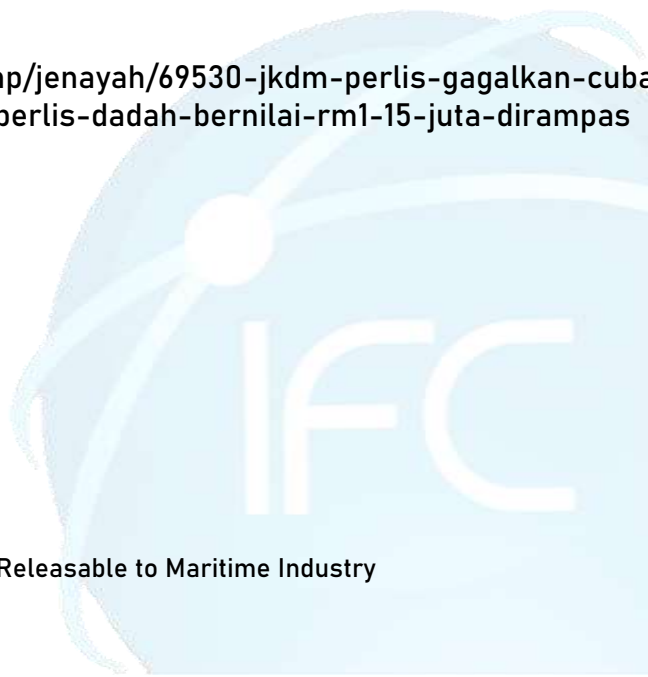 ap/jenayah/69530-jkdm-perlis-gagalkan-cuba
perlis-dadah-bernilai-rm1-15-juta-dirampas
IFC
Releasable to Maritime Industry